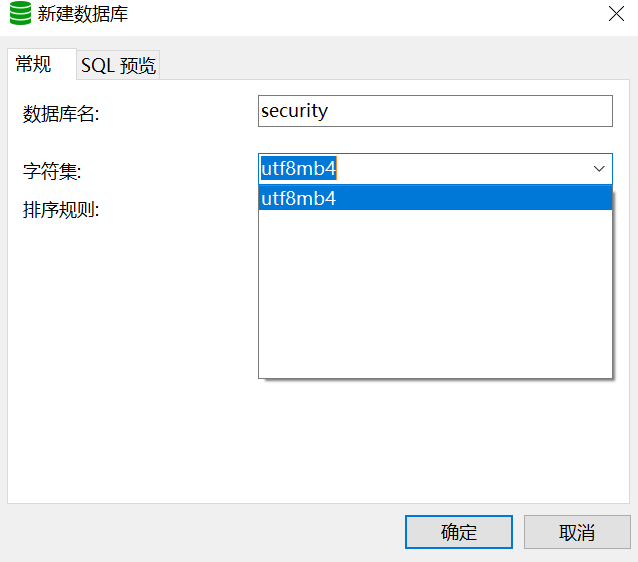 新建数据库
常规 SQL 预览
数据库名: security
字符集: utf8mb4
utf8mb4
排序规则:
确定 取消